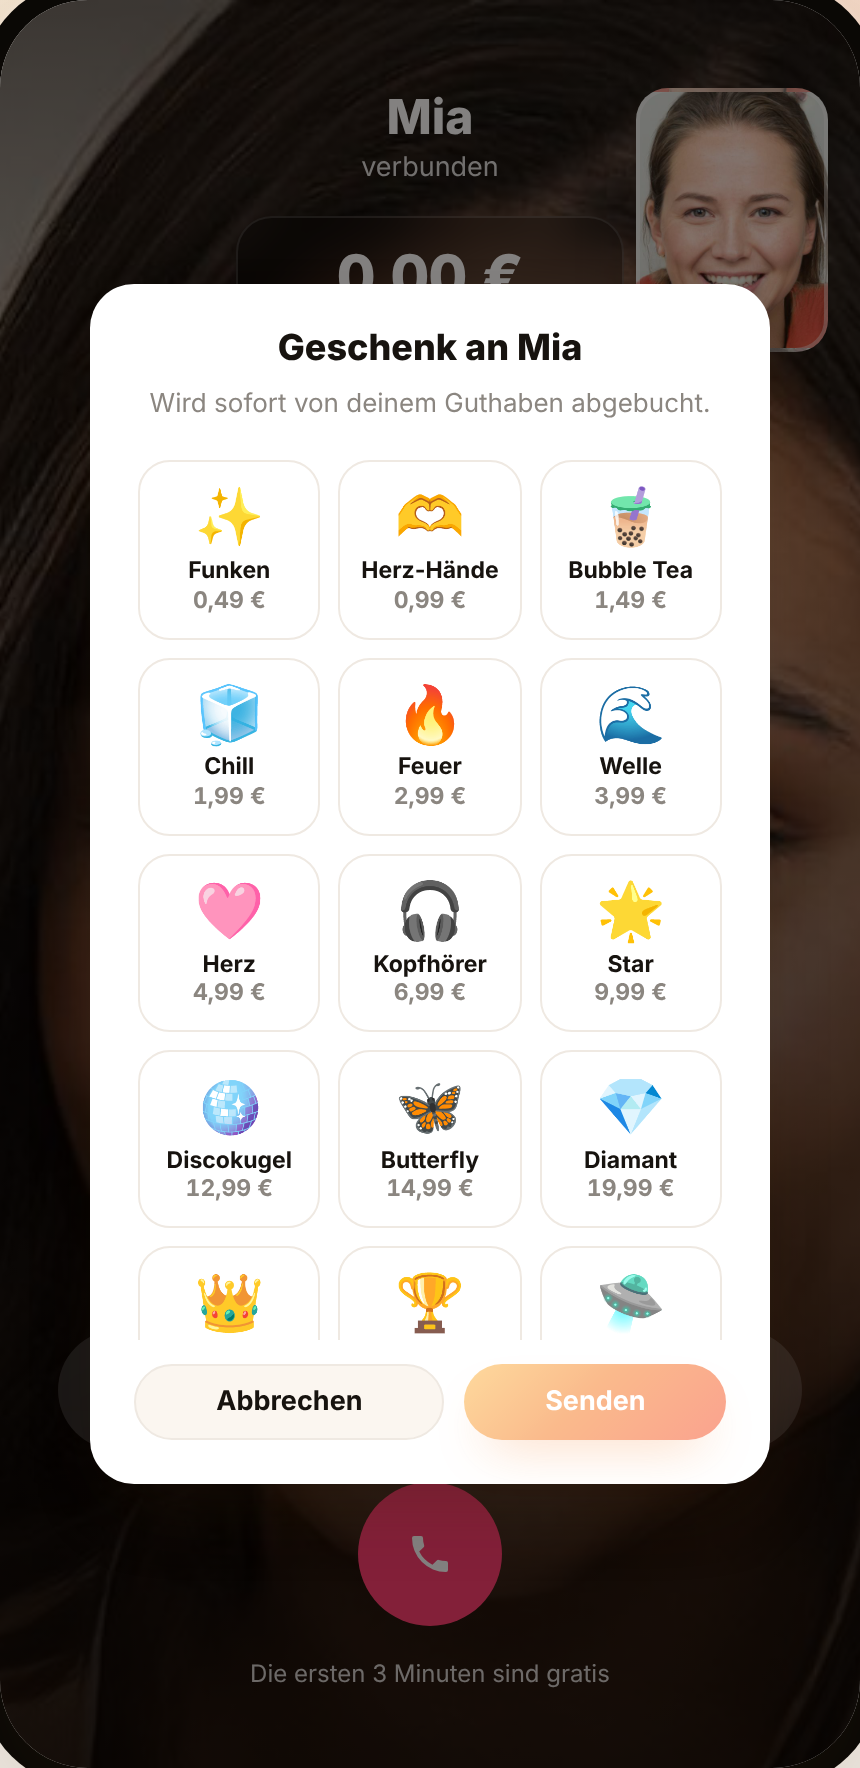 Mia
verbunden
0,00 €
Geschenk an Mia
Wird sofort von deinem Guthaben abgebucht.
Funken
0,49 €
Herz-Hände
0,99 €
Bubble Tea
1,49 €
Chill
1,99 €
Feuer
2,99 €
Welle
3,99 €
Herz
4,99 €
Kopfhörer
6,99 €
Star
9,99 €
Discokugel
12,99 €
Butterfly
14,99 €
Diamant
19,99 €
Abbrechen
Senden
Die ersten 3 Minuten sind gratis